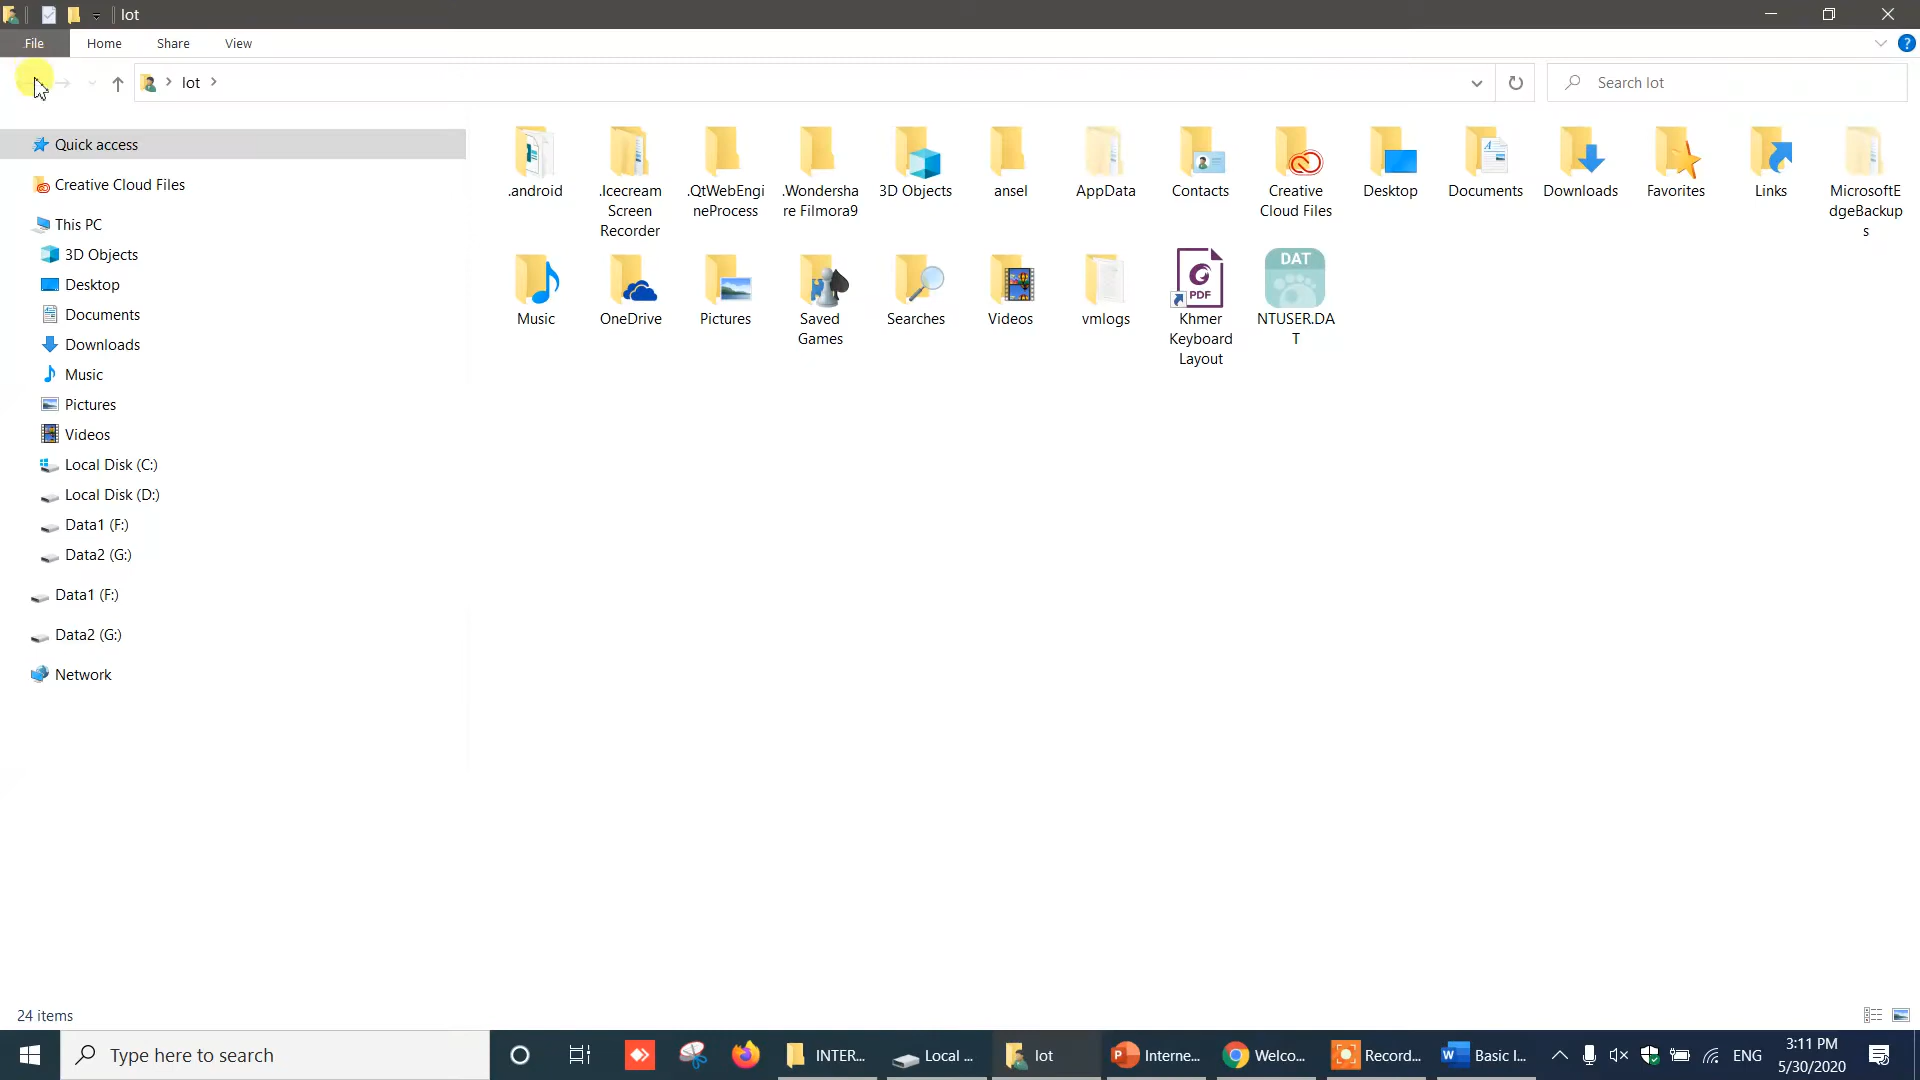 Iot
File
Home
Share
View
Iot
Search Iot
Quick access
Creative Cloud Files
This PC
3D Objects
Desktop
Documents
Downloads
Music
Pictures
Videos
Local Disk (C:)
Local Disk (D:)
Data1 (F:)
Data2 (G:)
Data1 (F:)
Data2 (G:)
Network
.android
.Icecream
Screen
Recorder
.QtWebEngi
neProcess
.Wondersha
re Filmora9
3D Objects
ansel
AppData
Contacts
Creative
Cloud Files
Desktop
Documents
Downloads
Favorites
Links
MicrosoftE
dgeBackup
s
Music
OneDrive
Pictures
Saved
Games
Searches
Videos
vmlogs
PDF
Khmer
Keyboard
Layout
DAT
NTUSER.DA
T
24 items
Type here to search
INTER...
Local ...
Iot
Interne...
Welco...
Record...
Basic I...
ENG
3:11 PM
5/30/2020